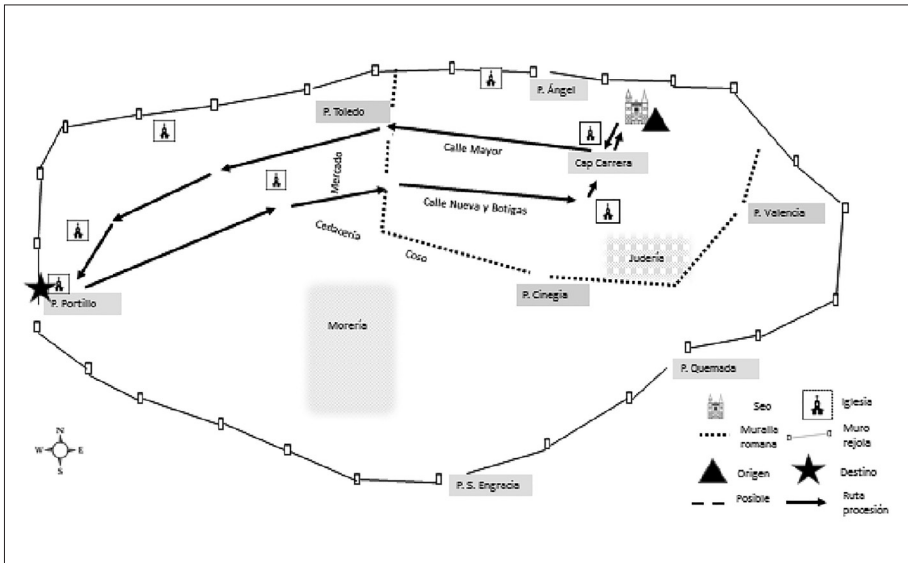 P. Ángel
P. Toledo
Calle Mayor
Cap Carrera
Mercado
Calle Nueva y Botigas
P. Valencia
Cedacería
Coso
Judería
P. Portillo
P. Cinegia
Morería
P. Quemada
N
W E
S
P. S. Engracia
Seo
Iglesia
Muralla
romana
Muro
rejola
Origen
Destino
Posible
Ruta
procesión